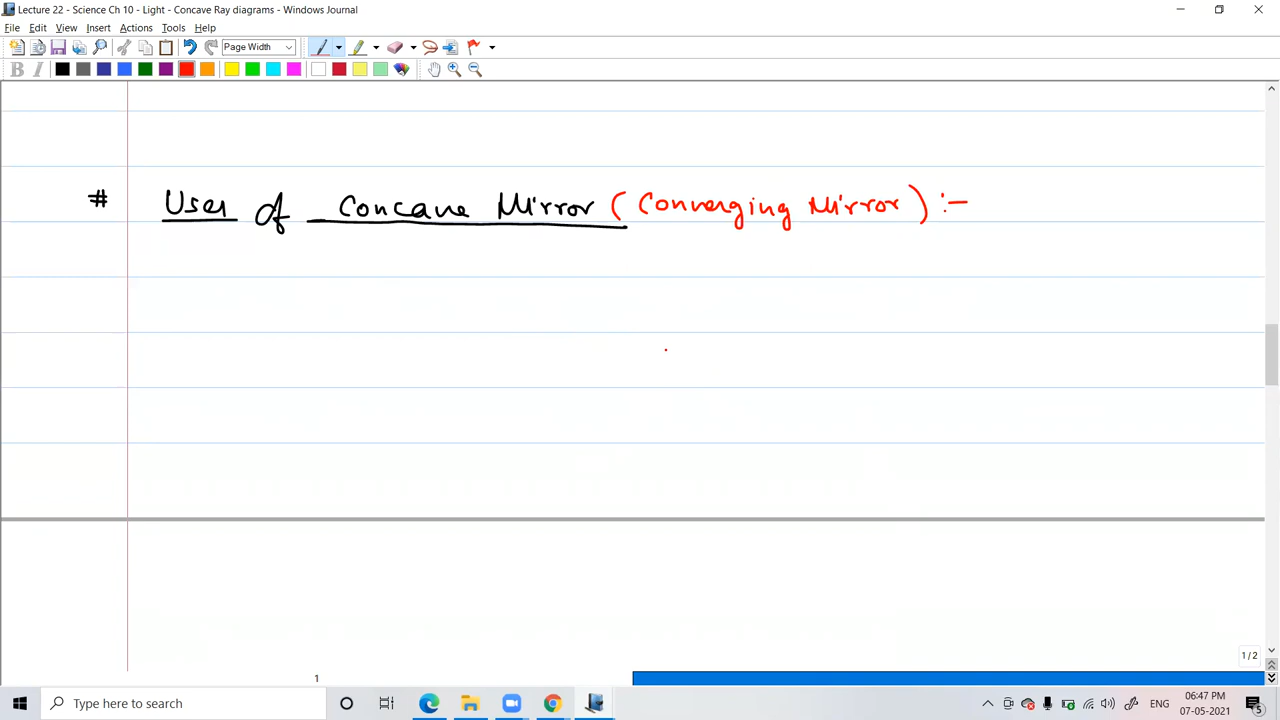 Lecture 22 - Science Ch 10 - Light - Concave Ray diagrams - Windows Journal
File Edit View Insert Actions Tools Help
Page Width
B I
# Uses of Concave Mirror (Converging Mirror) :-
1/2
1
Type here to search
ENG
06:47 PM
07-05-2021
5